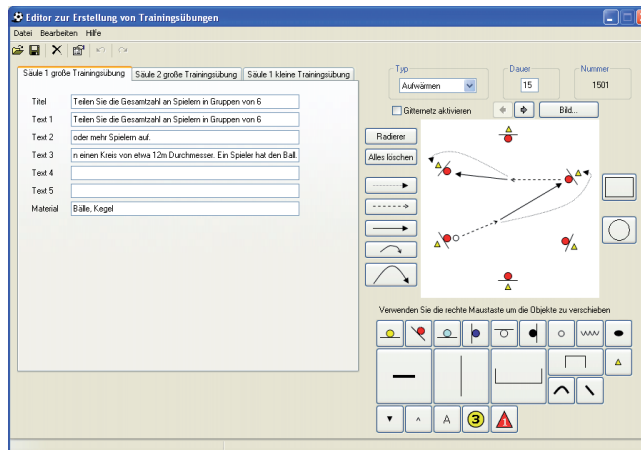 Editor zur Erstellung von Trainingsübungen
Datei Bearbeiten Hilfe
Säule 1 große Trainingsübung
Säule 2 große Trainingsübung
Säule 1 kleine Trainingsübung
Titel Teilen Sie die Gesamtzahl an Spielern in Gruppen von 6
Text 1 Teilen Sie die Gesamtzahl an Spielern in Gruppen von 6
Text 2 oder mehr Spielern auf.
Text 3 n einen Kreis von etwa 12m Durchmesser. Ein Spieler hat den Ball.
Text 4
Text 5
Material Bälle, Kegel
Typ
Aufwärmen
Dauer
15
Nummer
1501
Gitternetz aktivieren
Bild...
Radierer
Alles löschen
Verwenden Sie die rechte Maustaste um die Objekte zu verschieben
A A 3 1